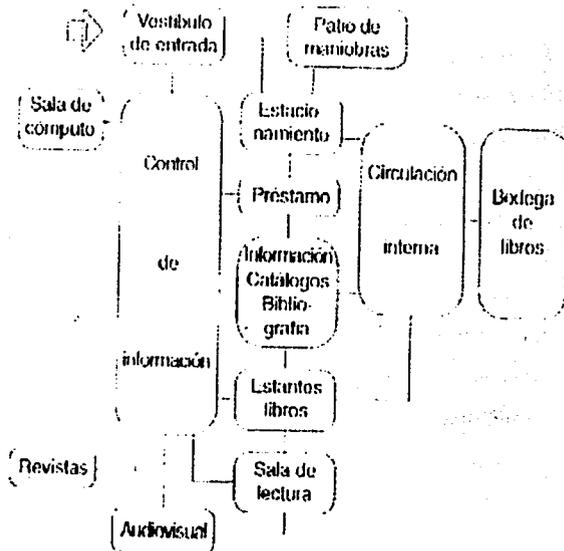 Vestíbulo
de entrada
Patio de
maniobras
Sala de
cómputo
Estacio
namiento
Control
de
información
Circulación
interna
Bodega
de
libros
Préstamo
Información
Catálogos
Biblio-
grafía
Estantes
libros
Revistas
Sala de
lectura
Audiovisual